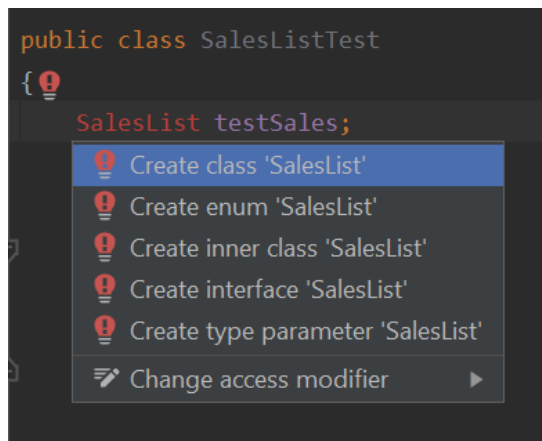 public class SalesListTest
{
SalesList testSales;
Create class 'SalesList'
Create enum 'SalesList'
Create inner class 'SalesList'
Create interface 'SalesList'
Create type parameter 'SalesList'
Change access modifier